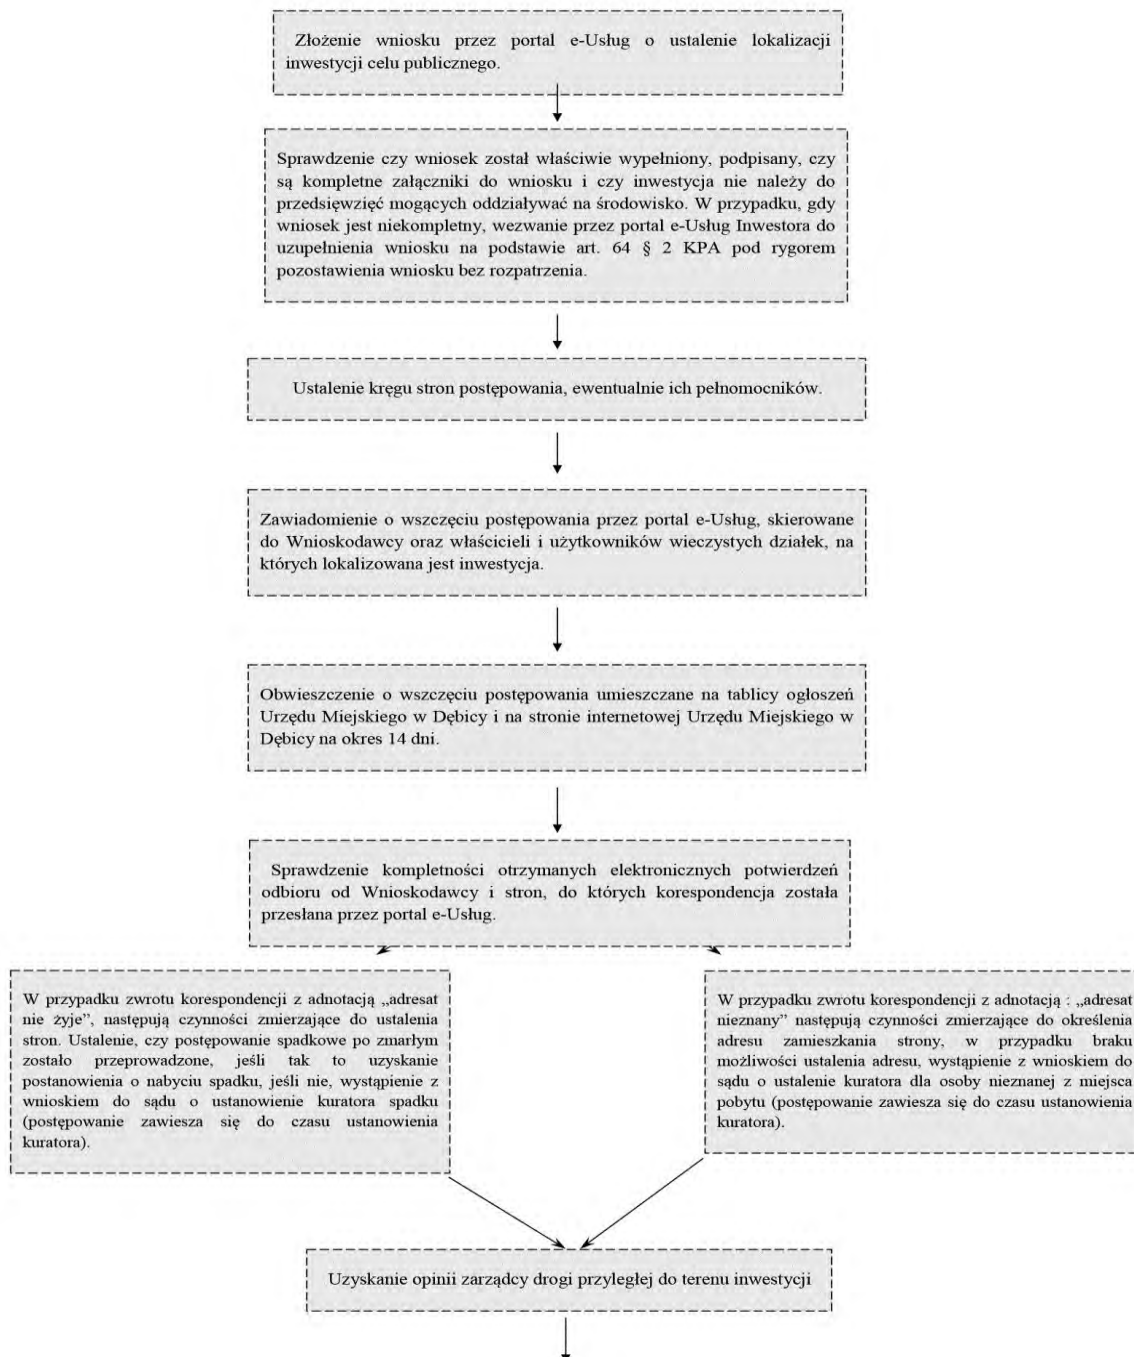 Złożenie wniosku przez portal e-Usług o ustalenie lokalizacji
inwestycji celu publicznego.
Sprawdzenie czy wniosek został właściwie wypełniony, podpisany, czy
są kompletne załączniki do wniosku i czy inwestycja nie należy do
przedsięwzięć mogących oddziaływać na środowisko. W przypadku, gdy
wniosek jest niekompletny, wezwanie przez portal e-Usług Inwestora do
uzupełnienia wniosku na podstawie art. 64 § 2 KPA pod rygorem
pozostawienia wniosku bez rozpatrzenia.
Ustalenie kręgu stron postępowania, ewentualnie ich pełnomocników.
Zawiadomienie o wszczęciu postępowania przez portal e-Usług, skierowane
do Wnioskodawcy oraz właścicieli i użytkowników wieczystych działek, na
których lokalizowana jest inwestycja.
Obwieszczenie o wszczęciu postępowania umieszczane na tablicy ogłoszeń
Urzędu Miejskiego w Dębicy i na stronie internetowej Urzędu Miejskiego w
Dębicy na okres 14 dni.
Sprawdzenie kompletności otrzymanych elektronicznych potwierdzeń
odbioru od Wnioskodawcy i stron, do których korespondencja została
przesłana przez portal e-Usług.
W przypadku zwrotu korespondencji z adnotacją „adresat
nie żyje”, następują czynności zmierzające do ustalenia
stron. Ustalenie, czy postępowanie spadkowe po zmarłym
zostało przeprowadzone, jeśli tak to uzyskanie
postanowienia o nabyciu spadku, jeśli nie, wystąpienie z
wnioskiem do sądu o ustanowienie kuratora spadku
(postępowanie zawiesza się do czasu ustanowienia
kuratora).
W przypadku zwrotu korespondencji z adnotacją : „adresat
nieznany” następują czynności zmierzające do określenia
adresu zamieszkania strony, w przypadku braku
możliwości ustalenia adresu, wystąpienie z wnioskiem do
sądu o ustalenie kuratora dla osoby nieznanej z miejsca
pobytu (postępowanie zawiesza się do czasu ustanowienia
kuratora).
Uzyskanie opinii zarządcy drogi przyległej do terenu inwestycji